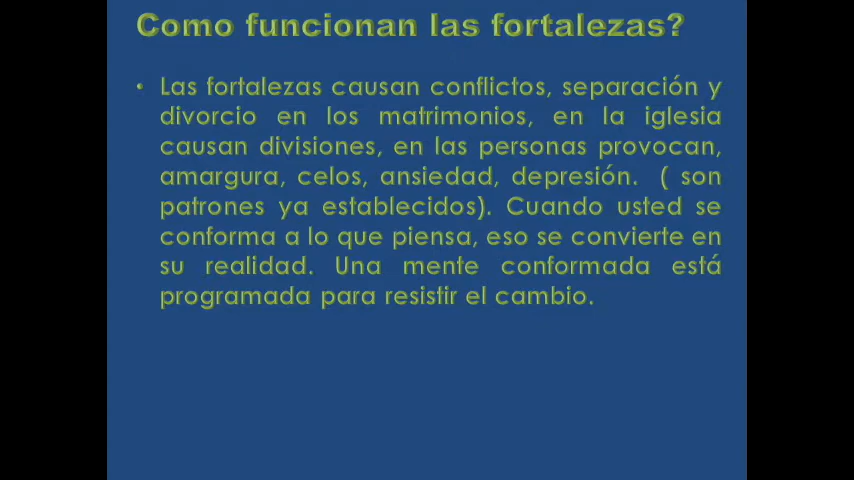 Como funcionan las fortalezas?
• Las fortalezas causan conflictos, separación y
divorcio en los matrimonios, en la iglesia
causan divisiones, en las personas provocan,
amargura, celos, ansiedad, depresión. ( son
patrones ya establecidos). Cuando usted se
conforma a lo que piensa, eso se convierte en
su realidad. Una mente conformada está
programada para resistir el cambio.